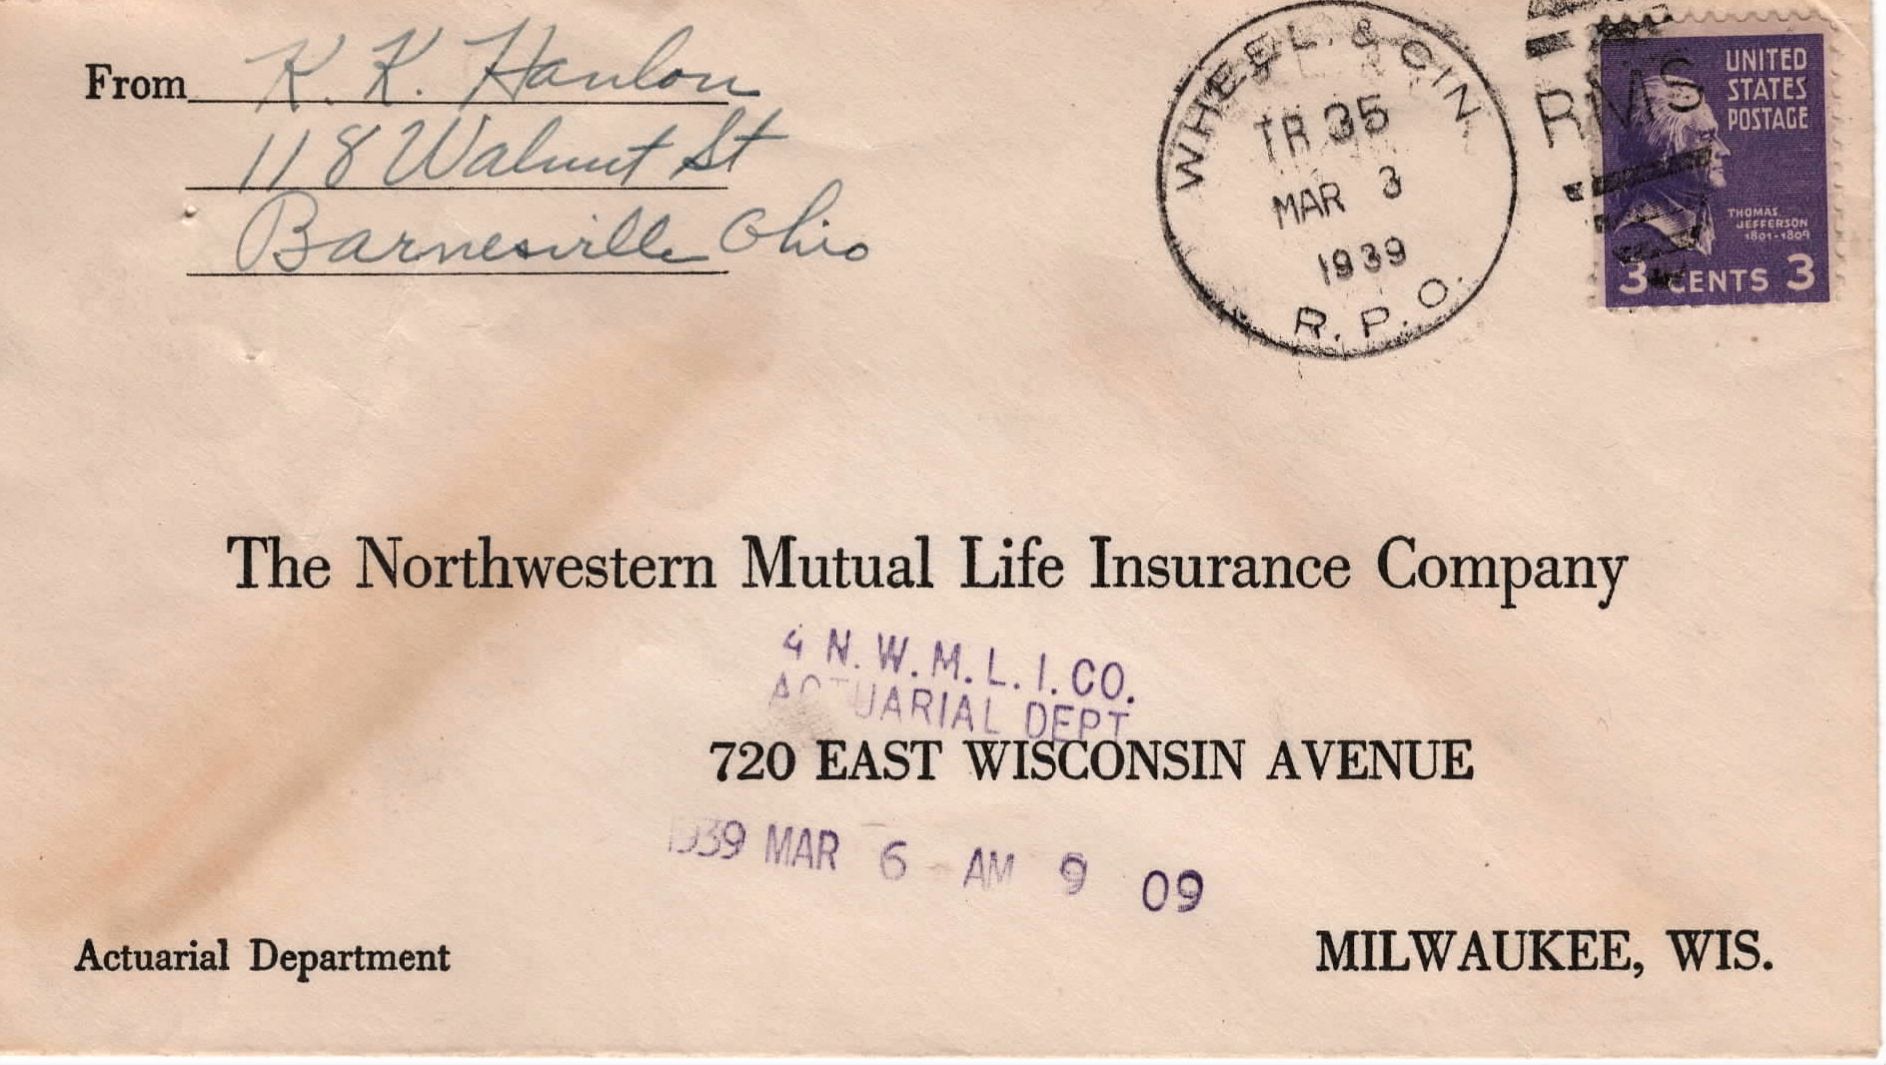 From K. K. Hanlon
118 Walnut St
Barnesville Ohio
WHEEL. & CIN.
TR 35
MAR 3
1939
R. P. O.
RMS
UNITED
STATES
POSTAGE
THOMAS
JEFFERSON
1801-1809
3 CENTS 3
The Northwestern Mutual Life Insurance Company
4 N. W. M. L. I. CO.
ACTUARIAL DEPT
720 EAST WISCONSIN AVENUE
1939 MAR 6 AM 9 09
Actuarial Department
MILWAUKEE, WIS.